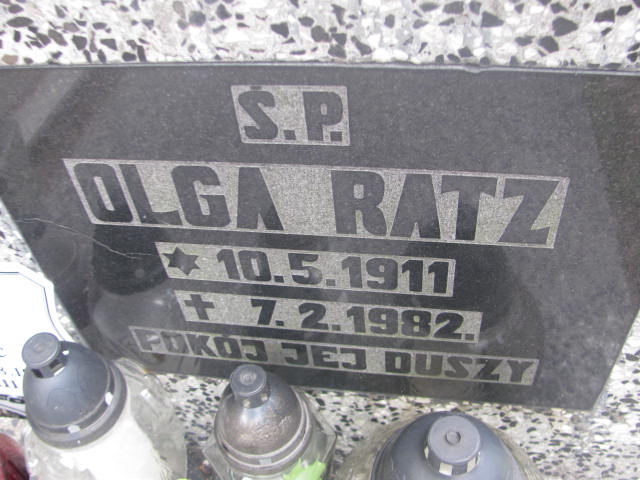 Ś.P.
OLGA RATZ
✶ 10.5.1911
✝ 7.2.1982.
POKÓJ JEJ DUSZY